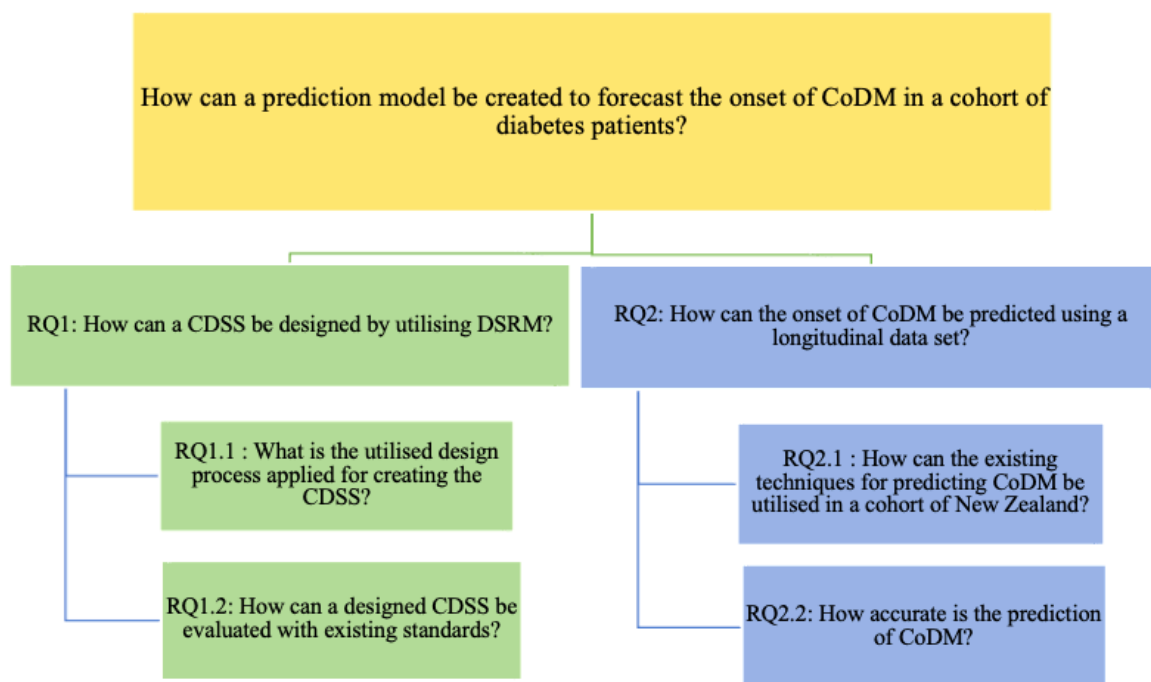 How can a prediction model be created to forecast the onset of CoDM in a cohort of
diabetes patients?
RQ1: How can a CDSS be designed by utilising DSRM?
RQ2: How can the onset of CoDM be predicted using a
longitudinal data set?
RQ1.1 : What is the utilised design
process applied for creating the
CDSS?
RQ2.1 : How can the existing
techniques for predicting CoDM be
utilised in a cohort of New Zealand?
RQ1.2: How can a designed CDSS be
evaluated with existing standards?
RQ2.2: How accurate is the prediction
of CoDM?